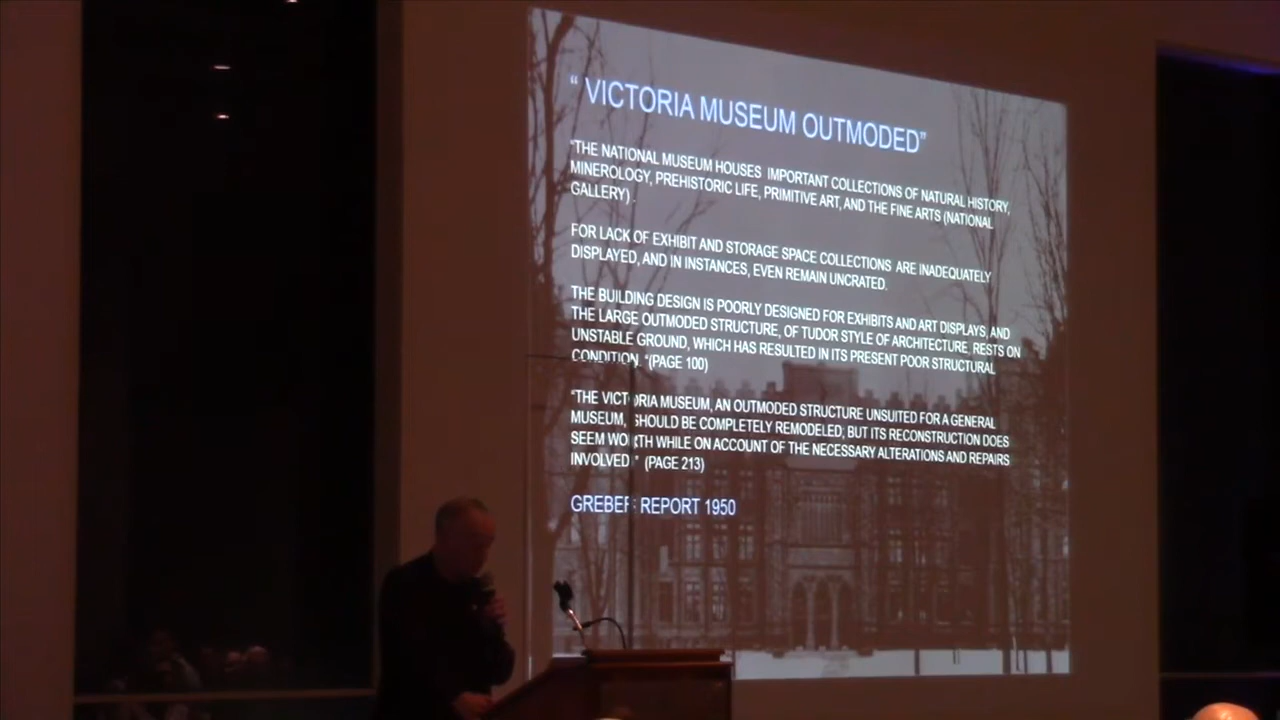 “ VICTORIA MUSEUM OUTMODED”
“THE NATIONAL MUSEUM HOUSES IMPORTANT COLLECTIONS OF NATURAL HISTORY,
MINEROLOGY, PREHISTORIC LIFE, PRIMITIVE ART, AND THE FINE ARTS (NATIONAL
GALLERY) .
FOR LACK OF EXHIBIT AND STORAGE SPACE COLLECTIONS ARE INADEQUATELY
DISPLAYED, AND IN INSTANCES, EVEN REMAIN UNCRATED.
THE BUILDING DESIGN IS POORLY DESIGNED FOR EXHIBITS AND ART DISPLAYS, AND
THE LARGE OUTMODED STRUCTURE, OF TUDOR STYLE OF ARCHITECTURE, RESTS ON
UNSTABLE GROUND, WHICH HAS RESULTED IN ITS PRESENT POOR STRUCTURAL
CONDITION. “(PAGE 100)
“THE VICTORIA MUSEUM, AN OUTMODED STRUCTURE UNSUITED FOR A GENERAL
MUSEUM, SHOULD BE COMPLETELY REMODELED; BUT ITS RECONSTRUCTION DOES
SEEM WORTH WHILE ON ACCOUNT OF THE NECESSARY ALTERATIONS AND REPAIRS
INVOLVED.” (PAGE 213)
GREBER REPORT 1950